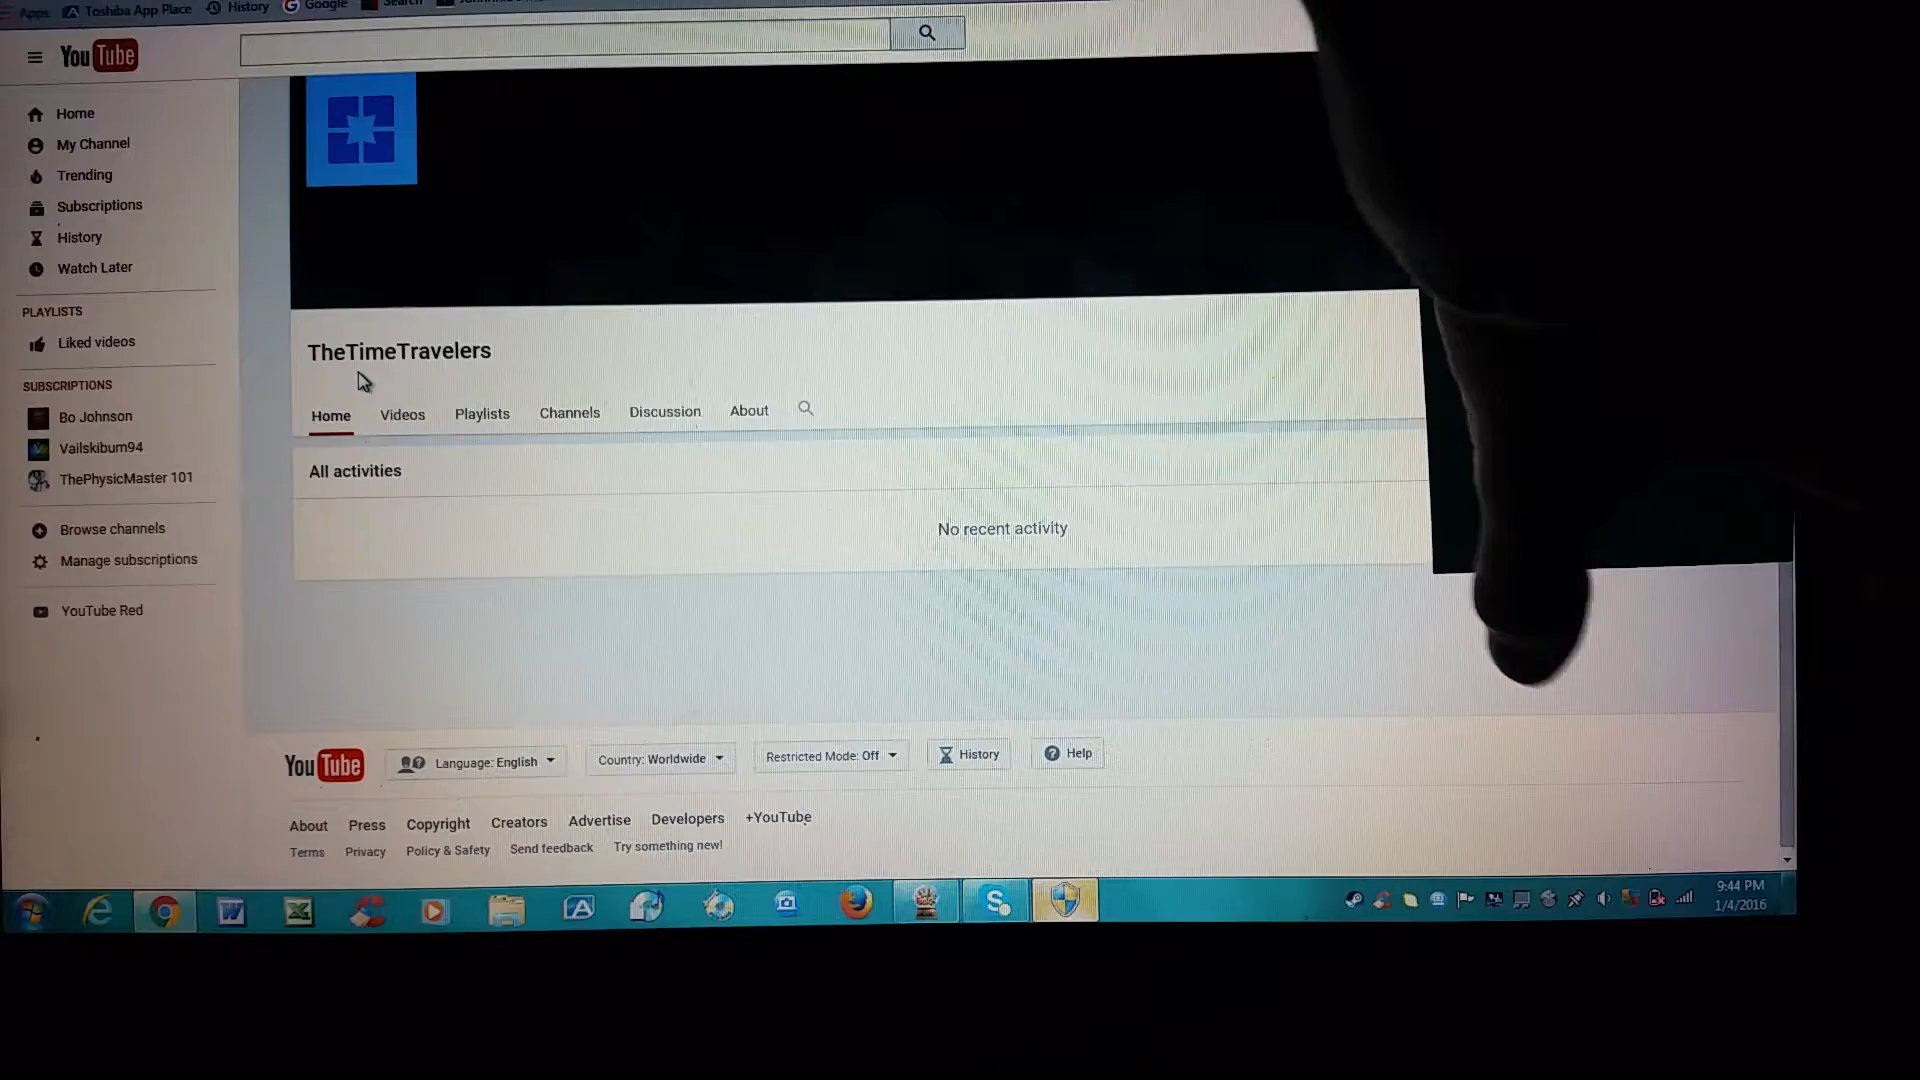 Apps Toshiba App Place History Google Search
YouTube
Home
My Channel
Trending
Subscriptions
History
Watch Later
PLAYLISTS
Liked videos
SUBSCRIPTIONS
Bo Johnson
Vailskibum94
ThePhysicMaster 101
Browse channels
Manage subscriptions
YouTube Red
TheTimeTravelers
Home Videos Playlists Channels Discussion About
All activities
No recent activity
YouTube Language: English Country: Worldwide Restricted Mode: Off History Help
About Press Copyright Creators Advertise Developers +YouTube
Terms Privacy Policy & Safety Send feedback Try something new!
9:44 PM
1/4/2016